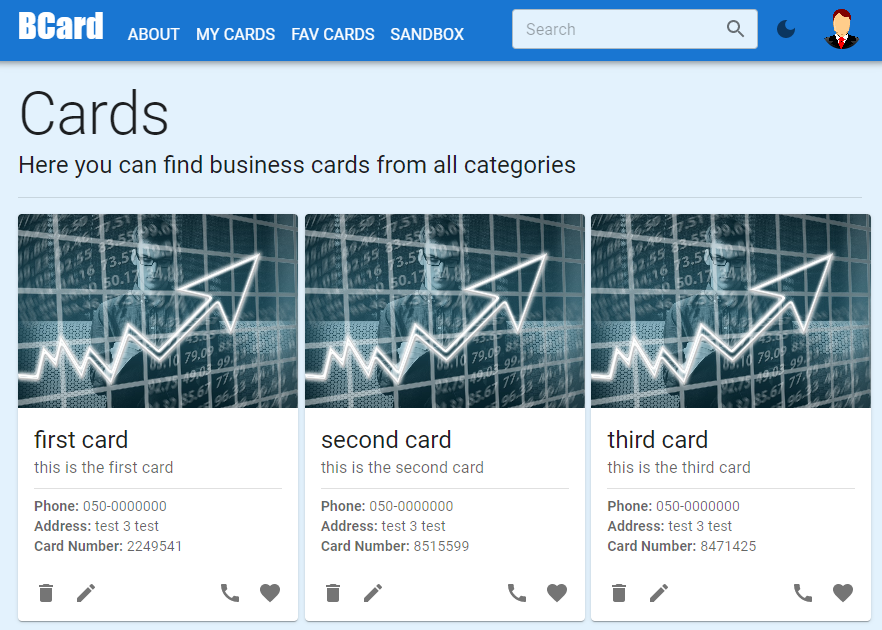 BCard
ABOUT MY CARDS FAV CARDS SANDBOX
Search
Cards
Here you can find business cards from all categories
first card
this is the first card
Phone: 050-0000000
Address: test 3 test
Card Number: 2249541
second card
this is the second card
Phone: 050-0000000
Address: test 3 test
Card Number: 8515599
third card
this is the third card
Phone: 050-0000000
Address: test 3 test
Card Number: 8471425